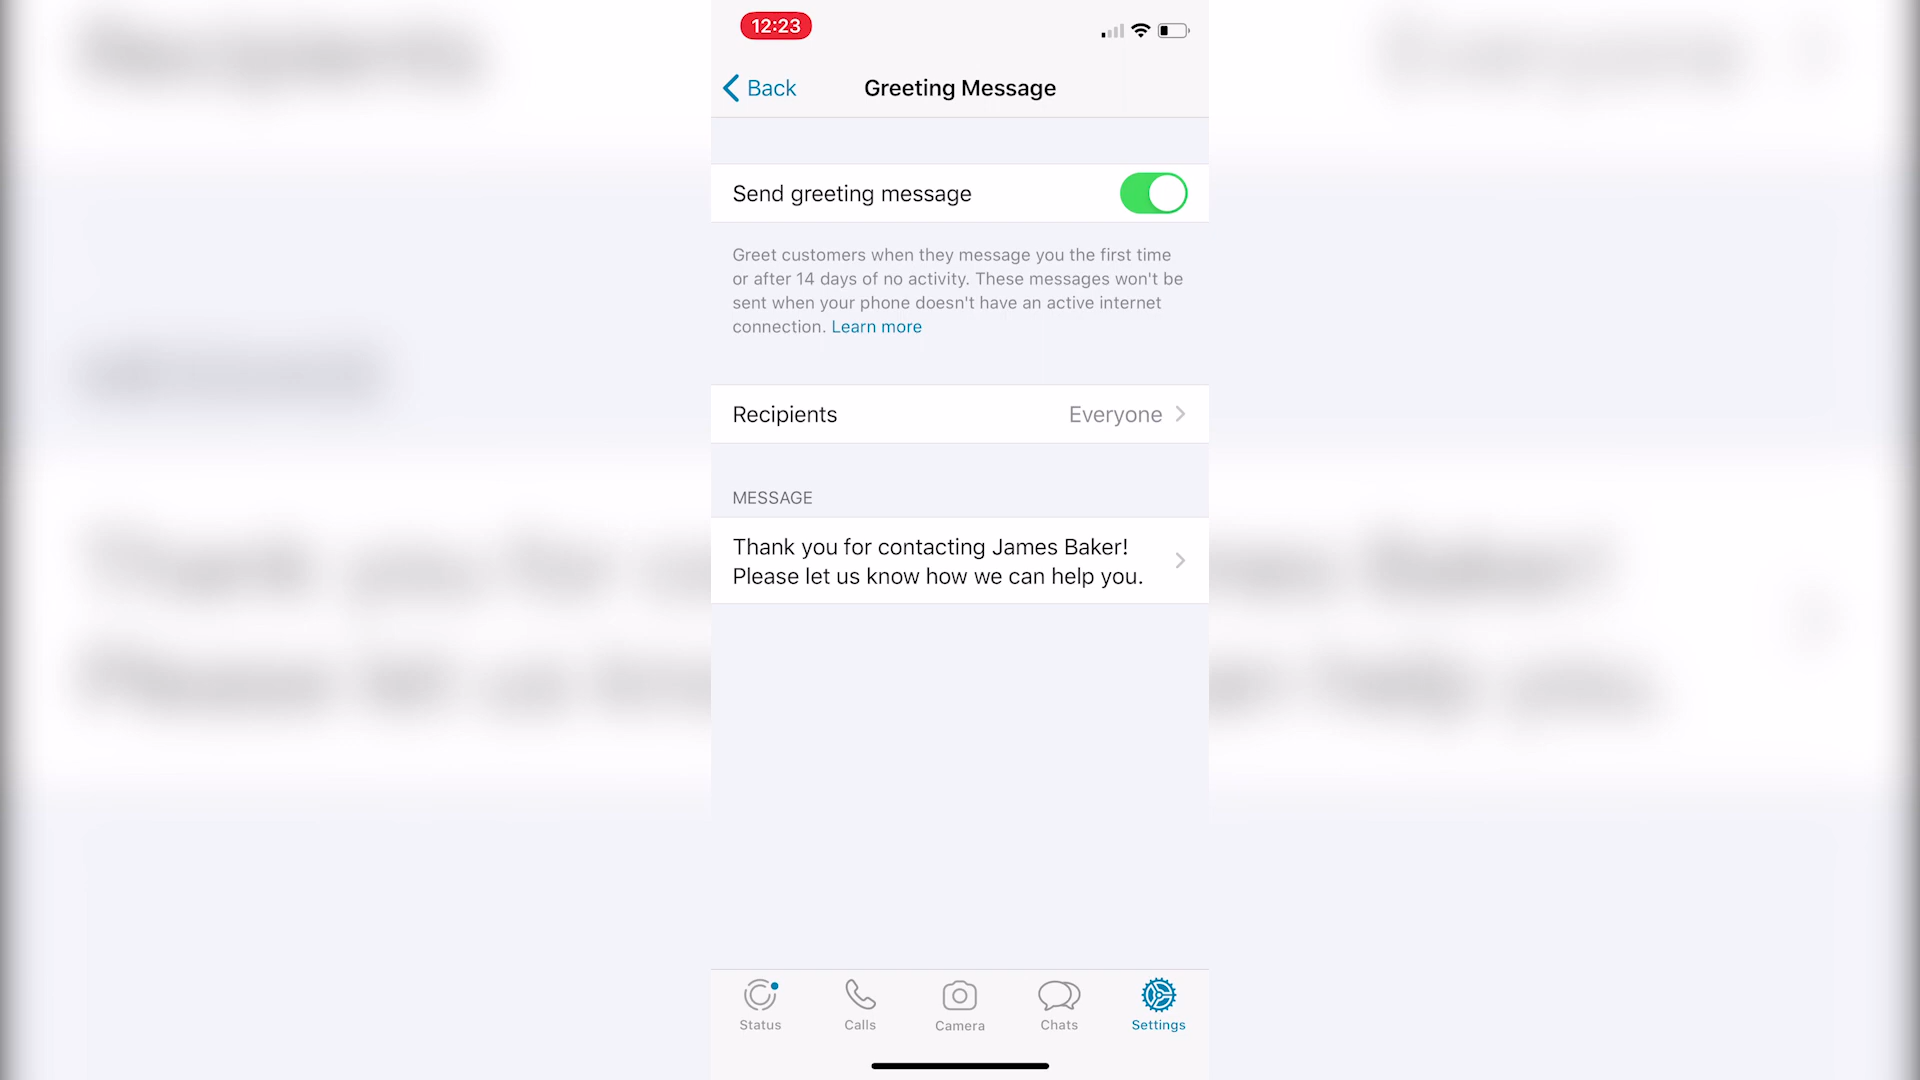 12:23
Back
Greeting Message
Send greeting message
Greet customers when they message you the first time
or after 14 days of no activity. These messages won't be
sent when your phone doesn't have an active internet
connection. Learn more
Recipients Everyone
MESSAGE
Thank you for contacting James Baker!
Please let us know how we can help you.
Status Calls Camera Chats Settings